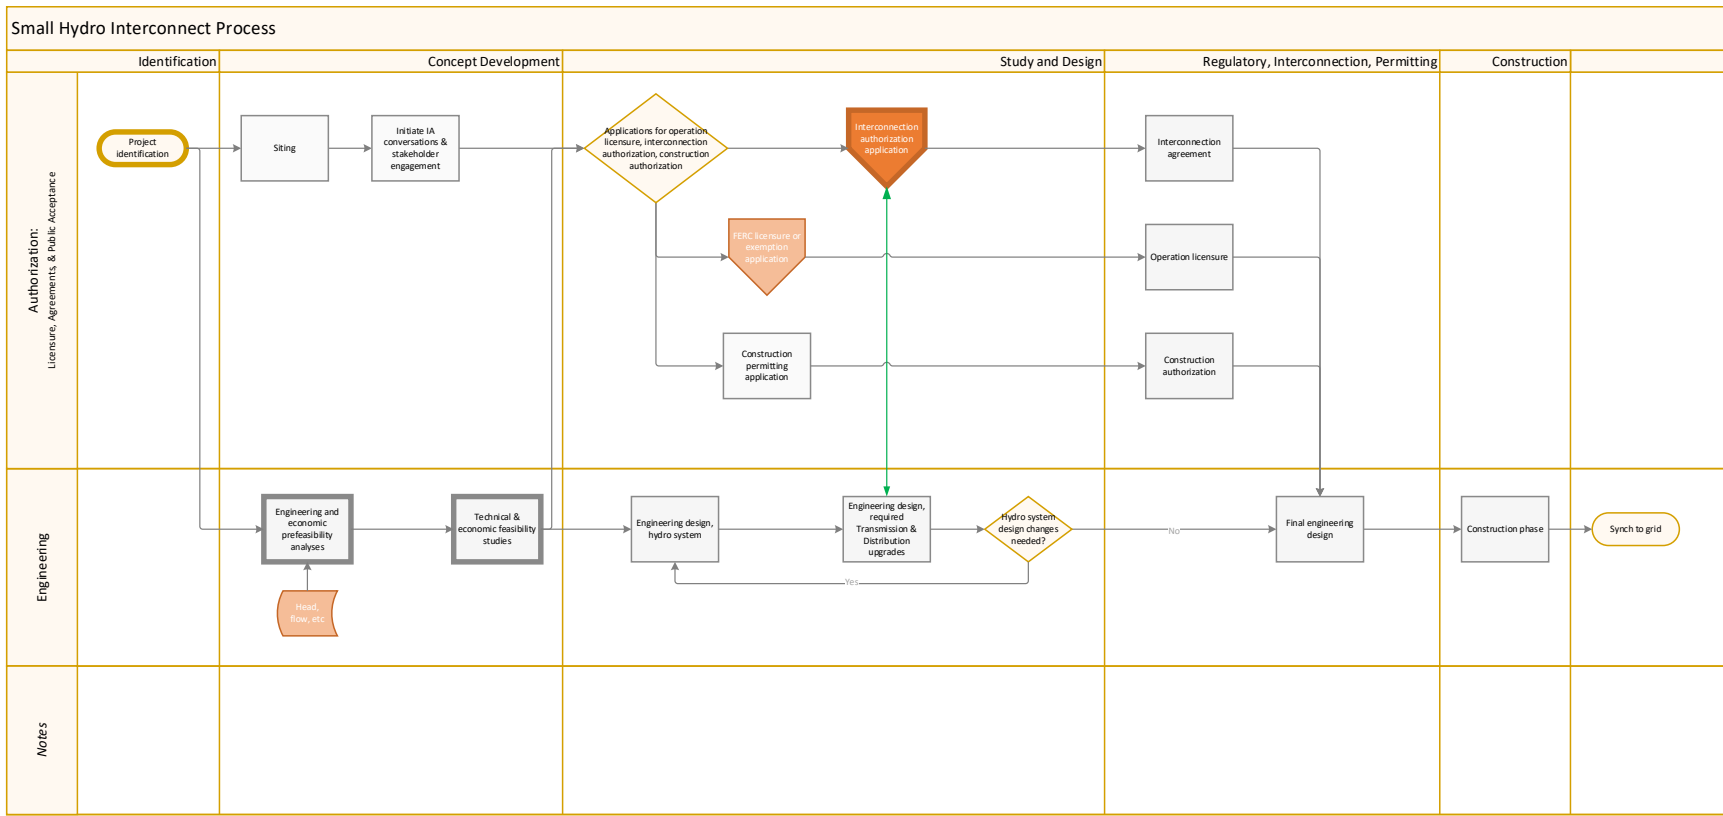 Small Hydro Interconnect Process
Identification
Concept Development
Study and Design
Regulatory, Interconnection, Permitting
Construction
Authorization:
Licensure, Agreements, & Public Acceptance
Project
identification
Siting
Initiate IA
conversations &
stakeholder
engagement
Applications for operation
licensure, interconnection
authorization, construction
authorization
Interconnection
authorization
application
Interconnection
agreement
FERC licensure or
exemption
application
Operation licensure
Construction
permitting
application
Construction
authorization
Engineering
Engineering and
economic
prefeasibility
analyses
Technical &
economic feasibility
studies
Engineering design,
hydro system
Engineering design,
required
Transmission &
Distribution
upgrades
Hydro system
design changes
needed?
No
Final engineering
design
Construction phase
Synch to grid
Yes
Head,
flow, etc
Notes